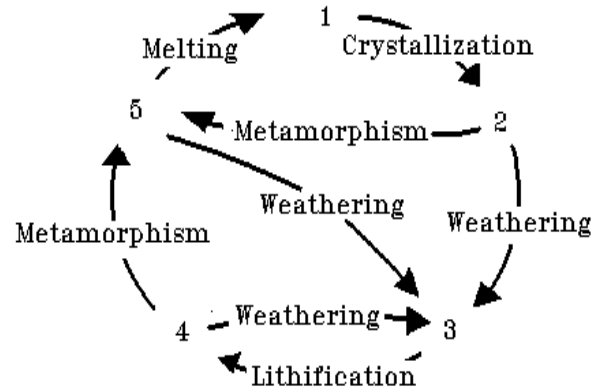 1
Melting
Crystallization
5
2
Metamorphism
Weathering
Weathering
Metamorphism
Weathering
4
3
Lithification